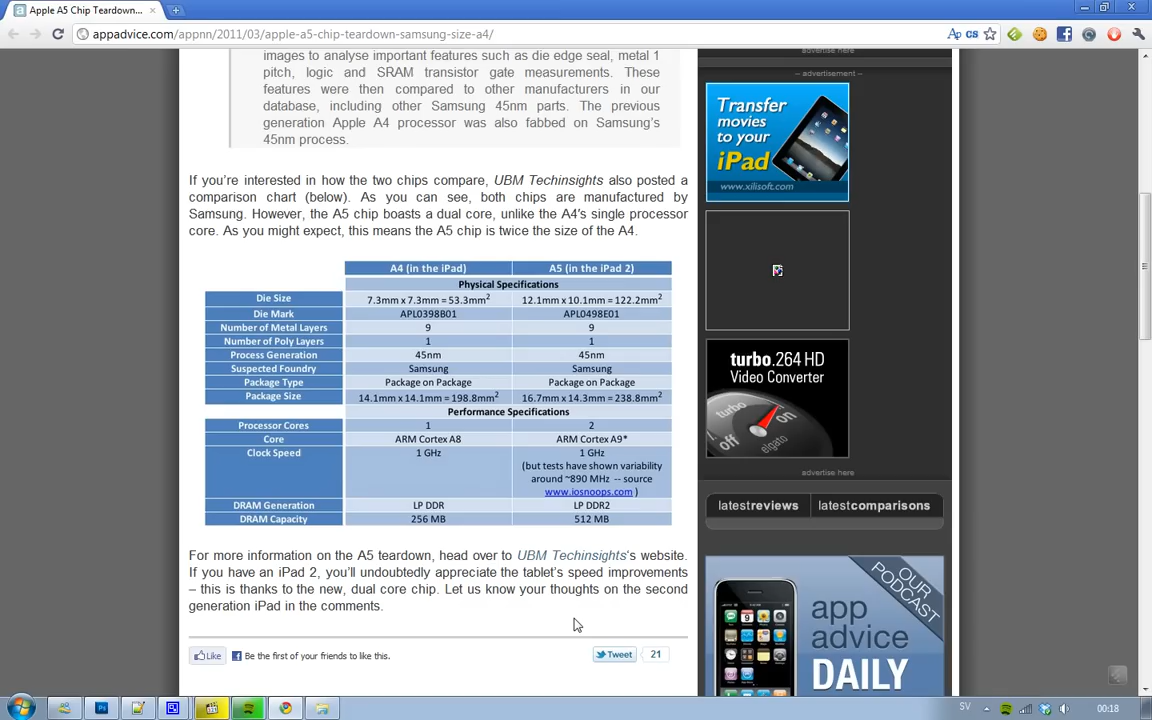 Apple A5 Chip Teardown...
appadvice.com/appnn/2011/03/apple-a5-chip-teardown-samsung-size-a4/
images to analyse important features such as die edge seal, metal 1
pitch, logic and SRAM transistor gate measurements. These
features were then compared to other manufacturers in our
database, including other Samsung 45nm parts. The previous
generation Apple A4 processor was also fabbed on Samsung's
45nm process.
If you're interested in how the two chips compare, UBM Techinsights also posted a
comparison chart (below). As you can see, both chips are manufactured by
Samsung. However, the A5 chip boasts a dual core, unlike the A4's single processor
core. As you might expect, this means the A5 chip is twice the size of the A4.
A4 (in the iPad) A5 (in the iPad 2)
Physical Specifications
Die Size 7.3mm x 7.3mm = 53.3mm² 12.1mm x 10.1mm = 122.2mm²
Die Mark APL0398B01 APL0498E01
Number of Metal Layers 9 9
Number of Poly Layers 1 1
Process Generation 45nm 45nm
Suspected Foundry Samsung Samsung
Package Type Package on Package Package on Package
Package Size 14.1mm x 14.1mm = 198.8mm² 16.7mm x 14.3mm = 238.8mm²
Performance Specifications
Processor Cores 1 2
Core ARM Cortex A8 ARM Cortex A9*
Clock Speed 1 GHz 1 GHz
(but tests have shown variability
around ~890 MHz -- source
www.iosnoops.com )
DRAM Generation LP DDR LP DDR2
DRAM Capacity 256 MB 512 MB
For more information on the A5 teardown, head over to UBM Techinsights's website.
If you have an iPad 2, you'll undoubtedly appreciate the tablet's speed improvements
– this is thanks to the new, dual core chip. Let us know your thoughts on the second
generation iPad in the comments.
Like Be the first of your friends to like this.
Tweet 21
advertise here
-- advertisement --
Transfer
movies
to your
iPad
www.xilisoft.com
turbo.264 HD
Video Converter
turbo
on
off
elgato
advertise here
latestreviews latestcomparisons
OUR
PODCAST
app
advice
DAILY
SV 00:18